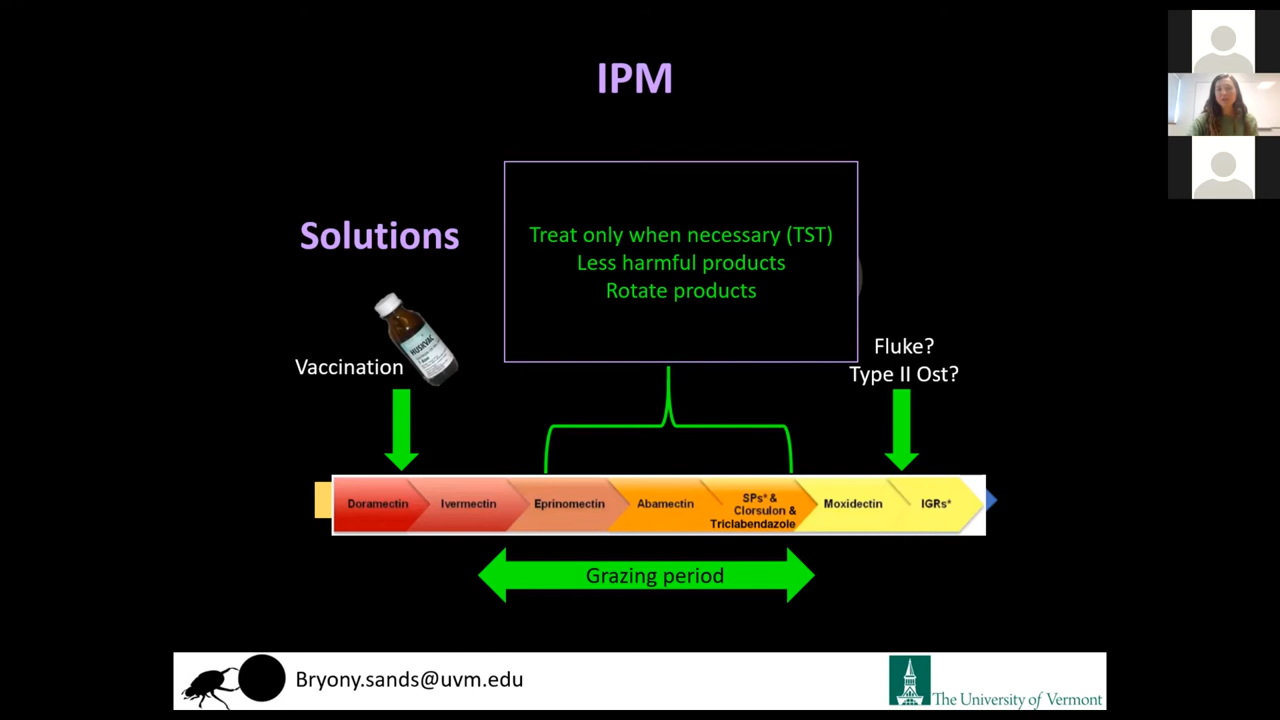 IPM
Solutions
Treat only when necessary (TST)
Less harmful products
Rotate products
HUSKVAC
Vaccination
Fluke?
Type II Ost?
Doramectin
Ivermectin
Eprinomectin
Abamectin
SPs* &
Clorsulon &
Triclabendazole
Moxidectin
IGRs*
Grazing period
Bryony.sands@uvm.edu
The University of Vermont